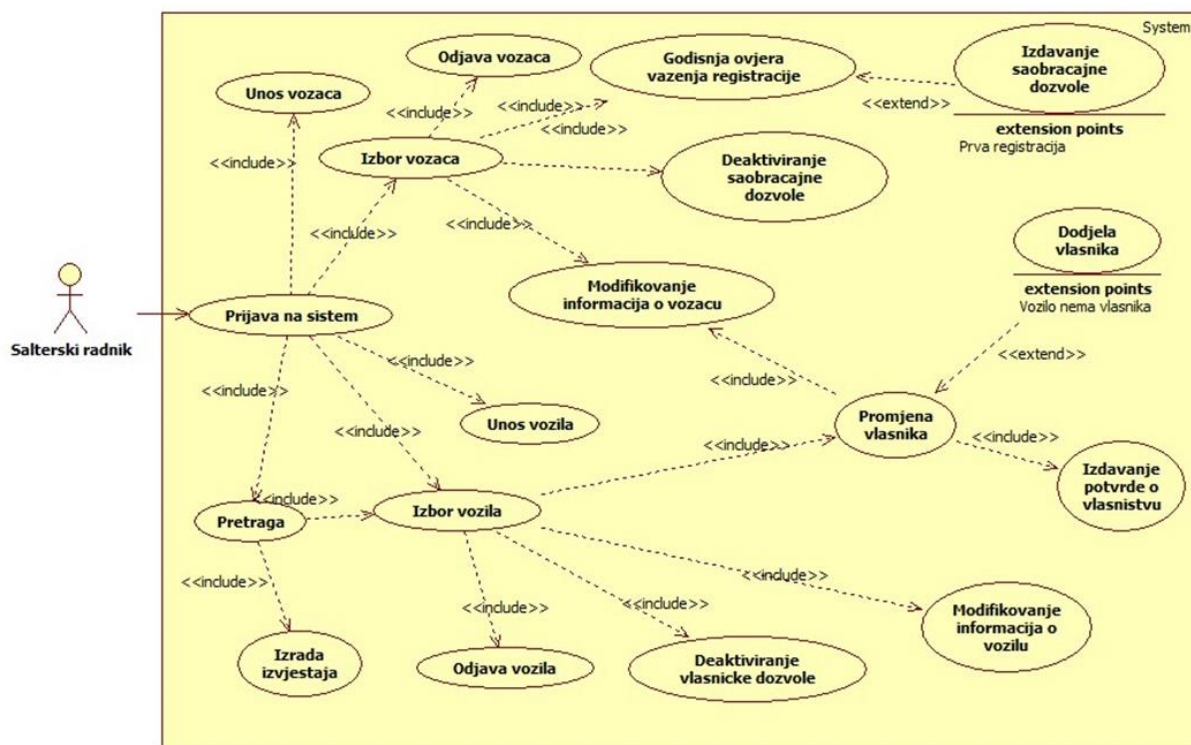 System
Odjava vozaca
Godisnja ovjera
vazenja registracije
Izdavanje
saobracajne
dozvole
Unos vozaca
<<include>>
<<include>>
<<include>>
<<extend>>
extension points
Prva registracija
<<include>>
Izbor vozaca
Deaktiviranje
saobracajne
dozvole
<<include>>
<<include>>
Dodjela
vlasnika
Modifikovanje
informacija o vozacu
extension points
Vozilo nema vlasnika
Prijava na sistem
Salterski radnik
<<extend>>
<<include>>
<<include>>
<<include>>
Unos vozila
Promjena
vlasnika
<<include>>
<<include>>
<<include>>
Izdavanje
potvrde o
vlasnistvu
<<include>>
Pretraga
Izbor vozila
<<include>>
<<include>>
<<include>>
<<include>>
Modifikovanje
informacija o
vozilu
Izrada
izvjestaja
Odjava vozila
Deaktiviranje
vlasnicke dozvole